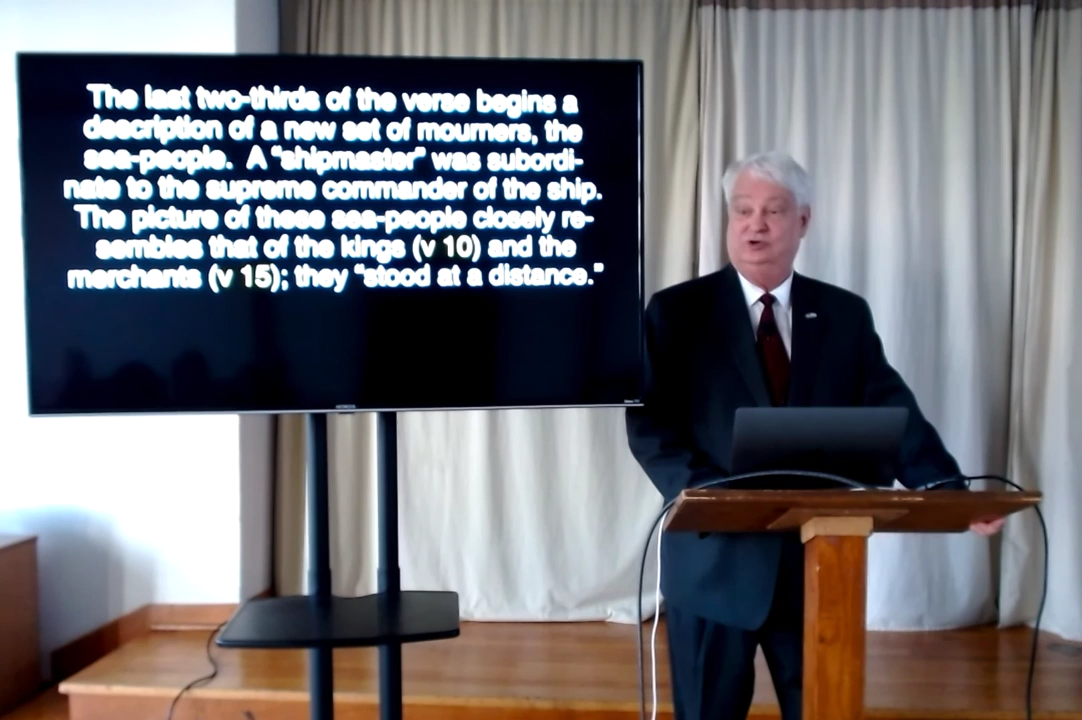 The last two-thirds of the verse begins a
description of a new set of mourners, the
sea-people.  A “shipmaster” was subordi-
nate to the supreme commander of the ship.
The picture of these sea-people closely re-
sembles that of the kings (v 10) and the
merchants (v 15); they “stood at a distance.”